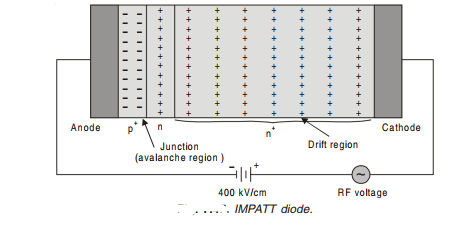 Anode
p+
n
n+
Cathode
Junction
(avalanche region )
Drift region
- +
400 kV/cm
RF voltage
IMPATT diode.